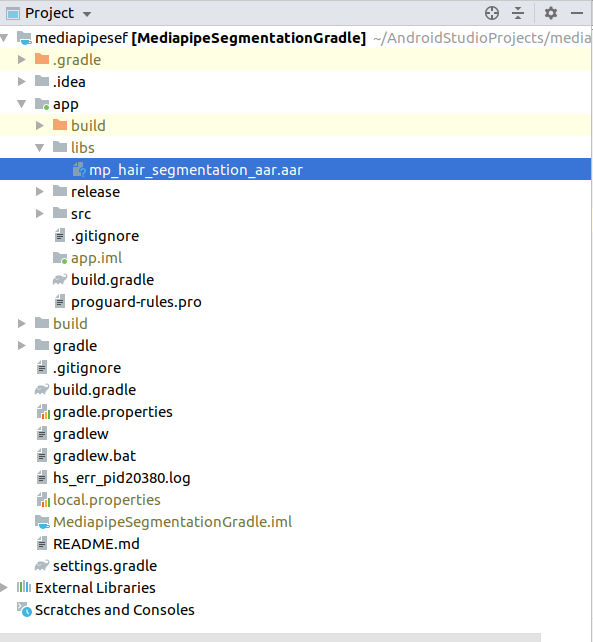 Project
mediapipesef [MediapipeSegmentationGradle] ~/AndroidStudioProjects/media
.gradle
.idea
app
build
libs
mp_hair_segmentation_aar.aar
release
src
.gitignore
app.iml
build.gradle
proguard-rules.pro
build
gradle
.gitignore
build.gradle
gradle.properties
gradlew
gradlew.bat
hs_err_pid20380.log
local.properties
MediapipeSegmentationGradle.iml
README.md
settings.gradle
External Libraries
Scratches and Consoles